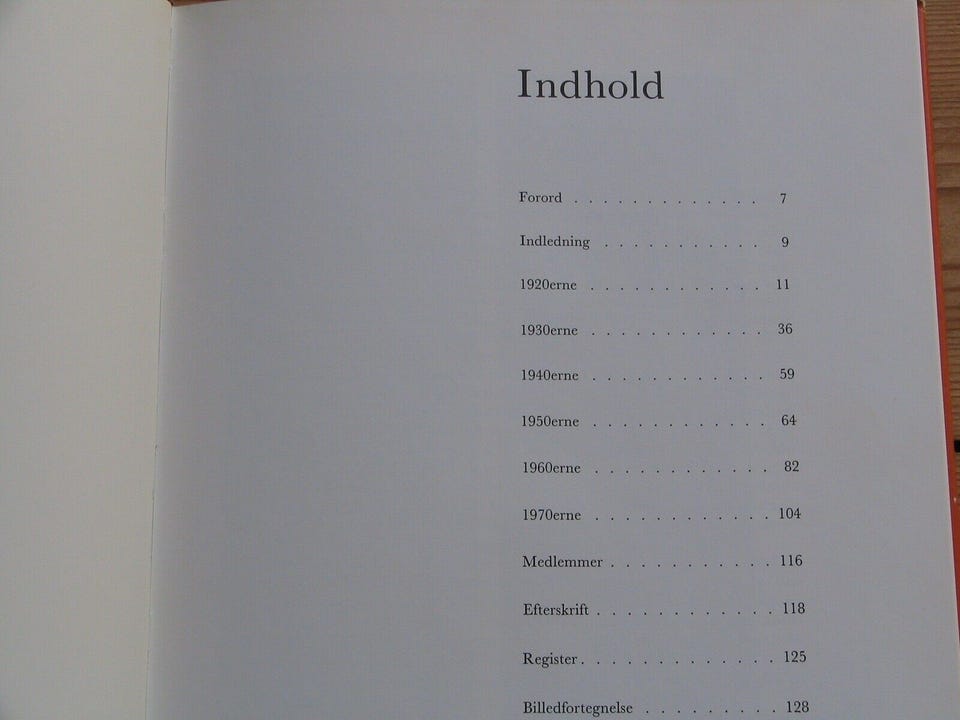 Indhold
Forord . . . . . . . . . . . . . 7
Indledning . . . . . . . . . . . 9
1920erne . . . . . . . . . . . . 11
1930erne . . . . . . . . . . . . 36
1940erne . . . . . . . . . . . . 59
1950erne . . . . . . . . . . . . 64
1960erne . . . . . . . . . . . . 82
1970erne . . . . . . . . . . . . 104
Medlemmer . . . . . . . . . . . 116
Efterskrift . . . . . . . . . . . . 118
Register . . . . . . . . . . . . . 125
Billedfortegnelse . . . . . . . . . 128